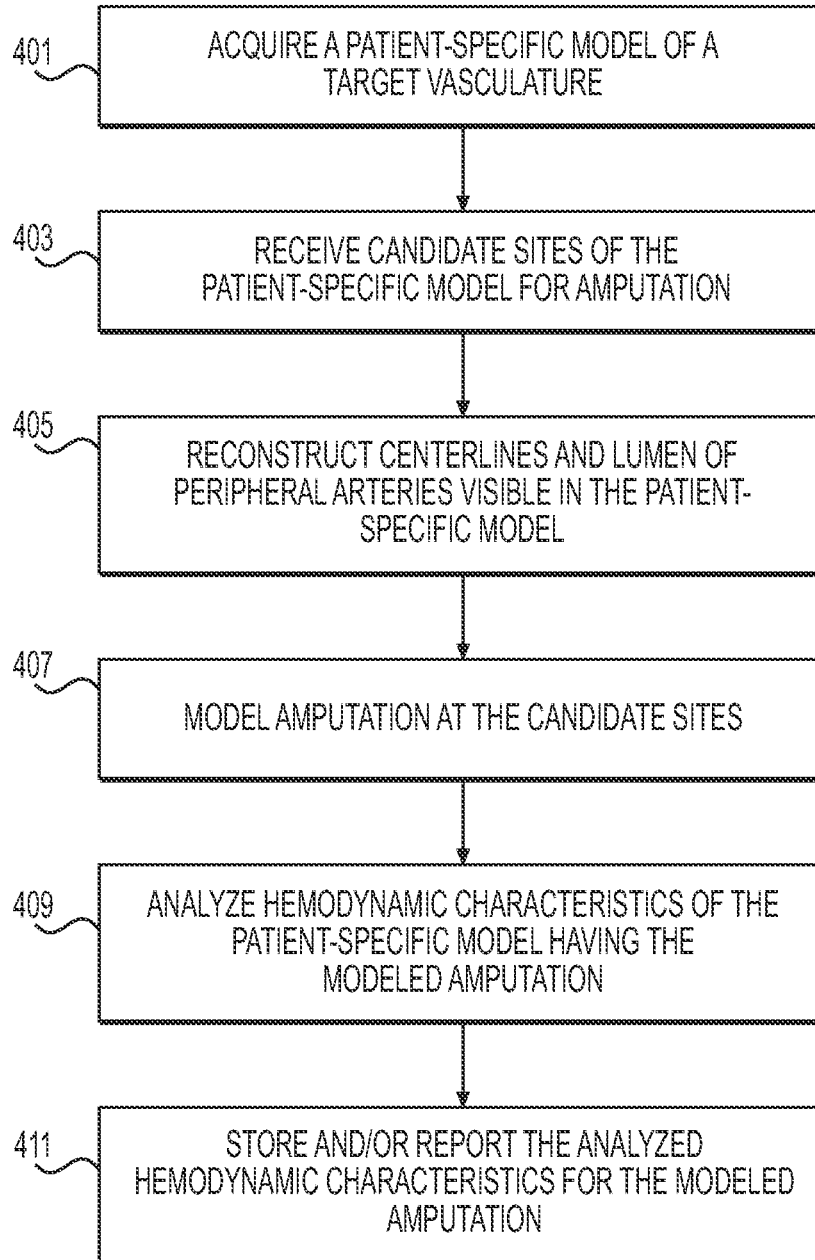 401
ACQUIRE A PATIENT-SPECIFIC MODEL OF A
TARGET VASCULATURE
403
RECEIVE CANDIDATE SITES OF THE
PATIENT-SPECIFIC MODEL FOR AMPUTATION
405
RECONSTRUCT CENTERLINES AND LUMEN OF
PERIPHERAL ARTERIES VISIBLE IN THE PATIENT-
SPECIFIC MODEL
407
MODEL AMPUTATION AT THE CANDIDATE SITES
409
ANALYZE HEMODYNAMIC CHARACTERISTICS OF THE
PATIENT-SPECIFIC MODEL HAVING THE
MODELED AMPUTATION
411
STORE AND/OR REPORT THE ANALYZED
HEMODYNAMIC CHARACTERISTICS FOR THE MODELED
AMPUTATION